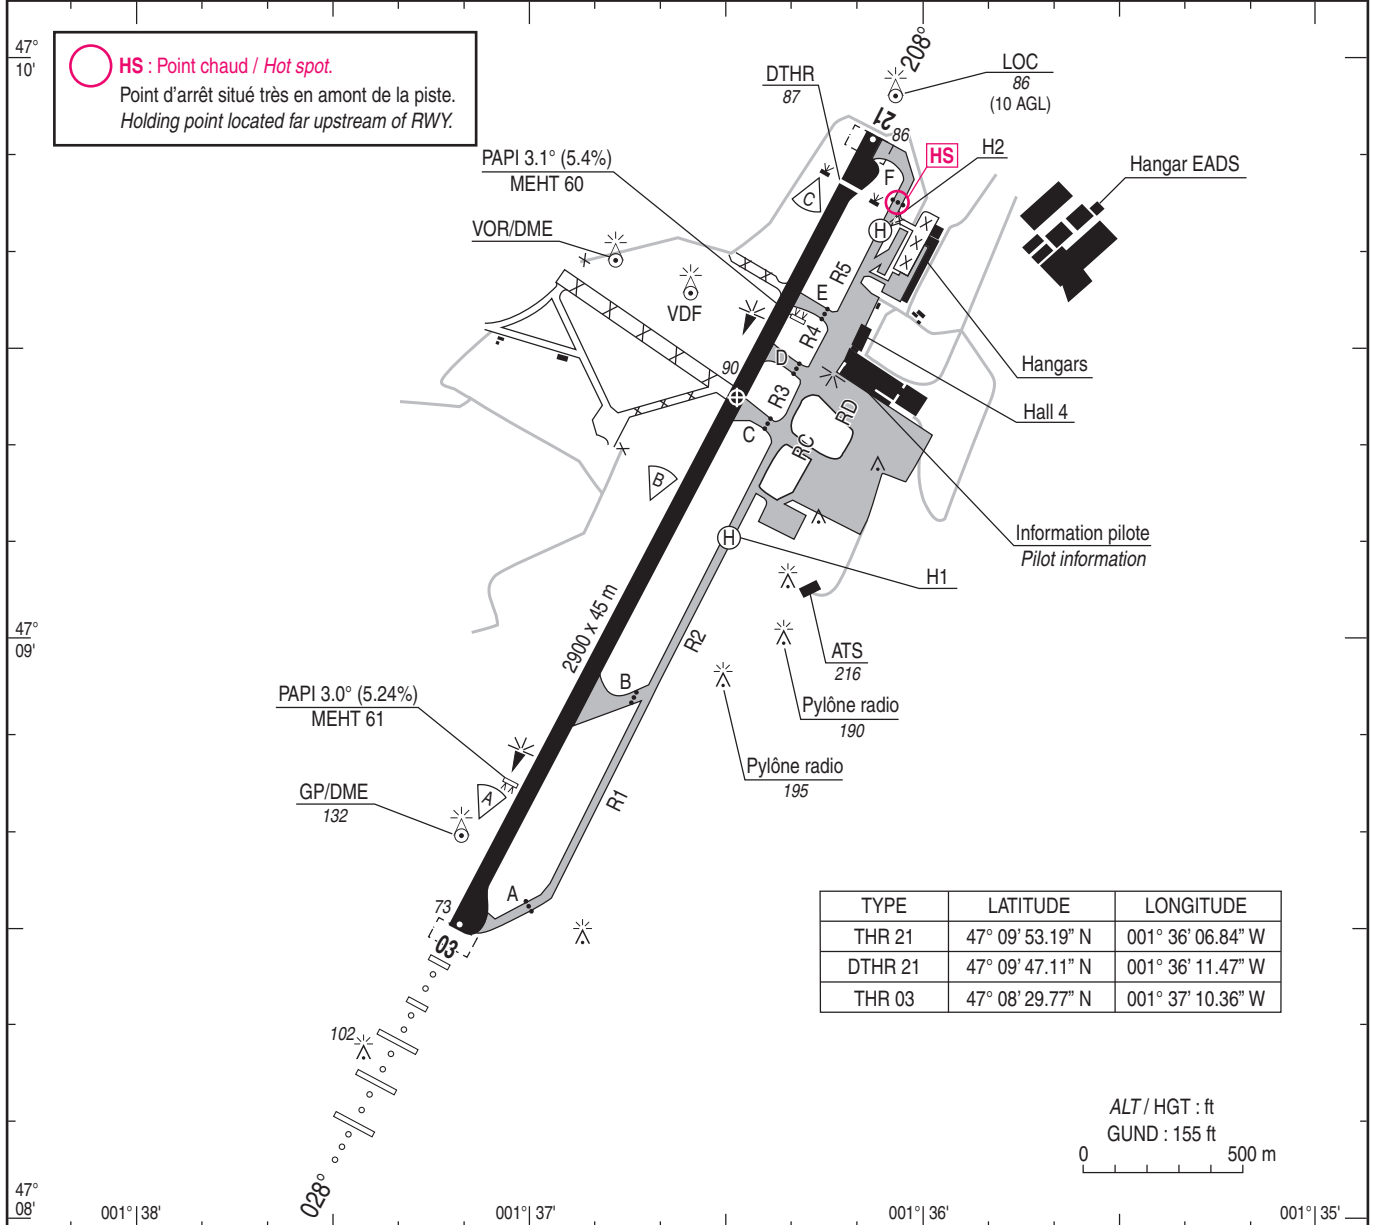 47°
10'
HS : Point chaud / Hot spot.
Point d'arrêt situé très en amont de la piste.
Holding point located far upstream of RWY.
208°
LOC
86
(10 AGL)
DTHR
87
21
86
HS
H2
Hangar EADS
PAPI 3.1° (5.4%)
MEHT 60
F
C
VOR/DME
H
X
X
X
R5
VDF
E
R4
D
90
R3
Hangars
Hall 4
RD
C
RC
B
Information pilote
Pilot information
H
H1
2900 x 45 m
47°
09'
R2
ATS
216
B
PAPI 3.0° (5.24%)
MEHT 61
Pylône radio
190
Pylône radio
195
GP/DME
132
A
R1
A
73
03
TYPE LATITUDE LONGITUDE
THR 21 47° 09' 53.19" N 001° 36' 06.84" W
DTHR 21 47° 09' 47.11" N 001° 36' 11.47" W
THR 03 47° 08' 29.77" N 001° 37' 10.36" W
102
ALT / HGT : ft
GUND : 155 ft
0 500 m
028°
47°
08'
001° 38'
001° 37'
001° 36'
001° 35'